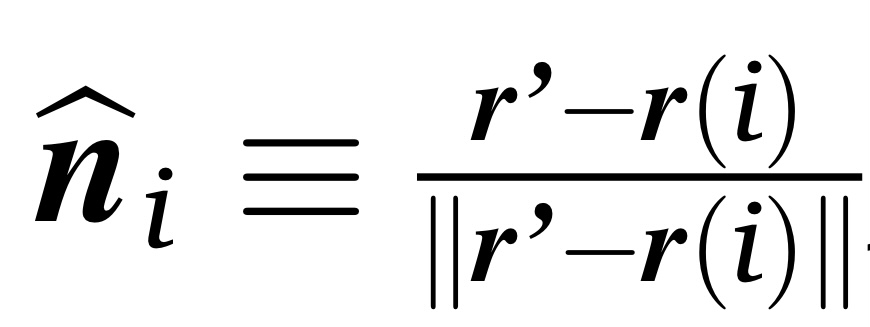 n̂ᵢ ≡ (r’−r(i)) / ‖r’−r(i)‖